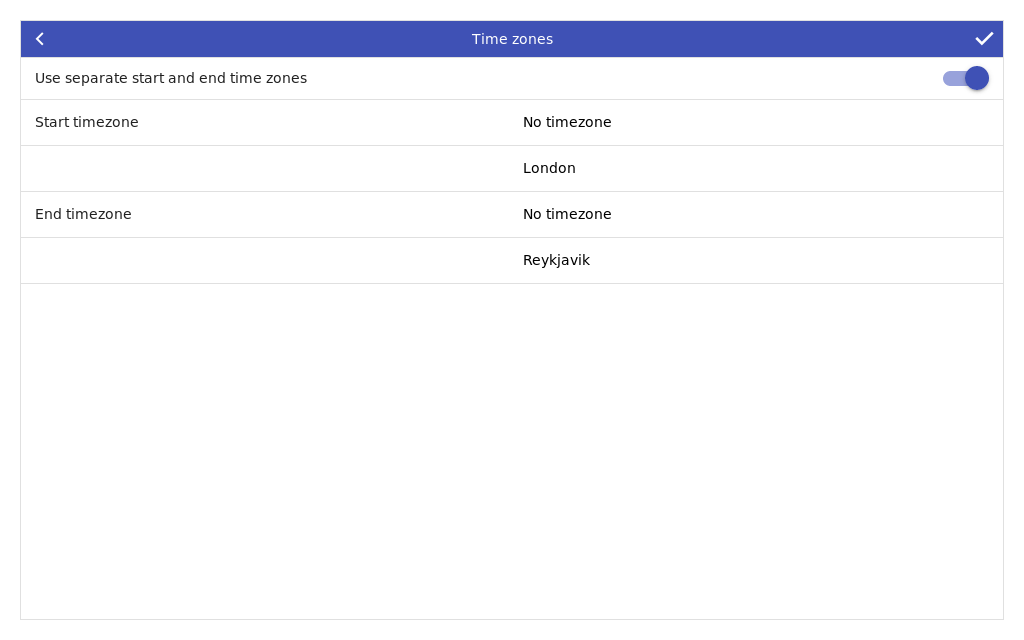 Time zones
Use separate start and end time zones
Start timezone No timezone
London
End timezone No timezone
Reykjavik